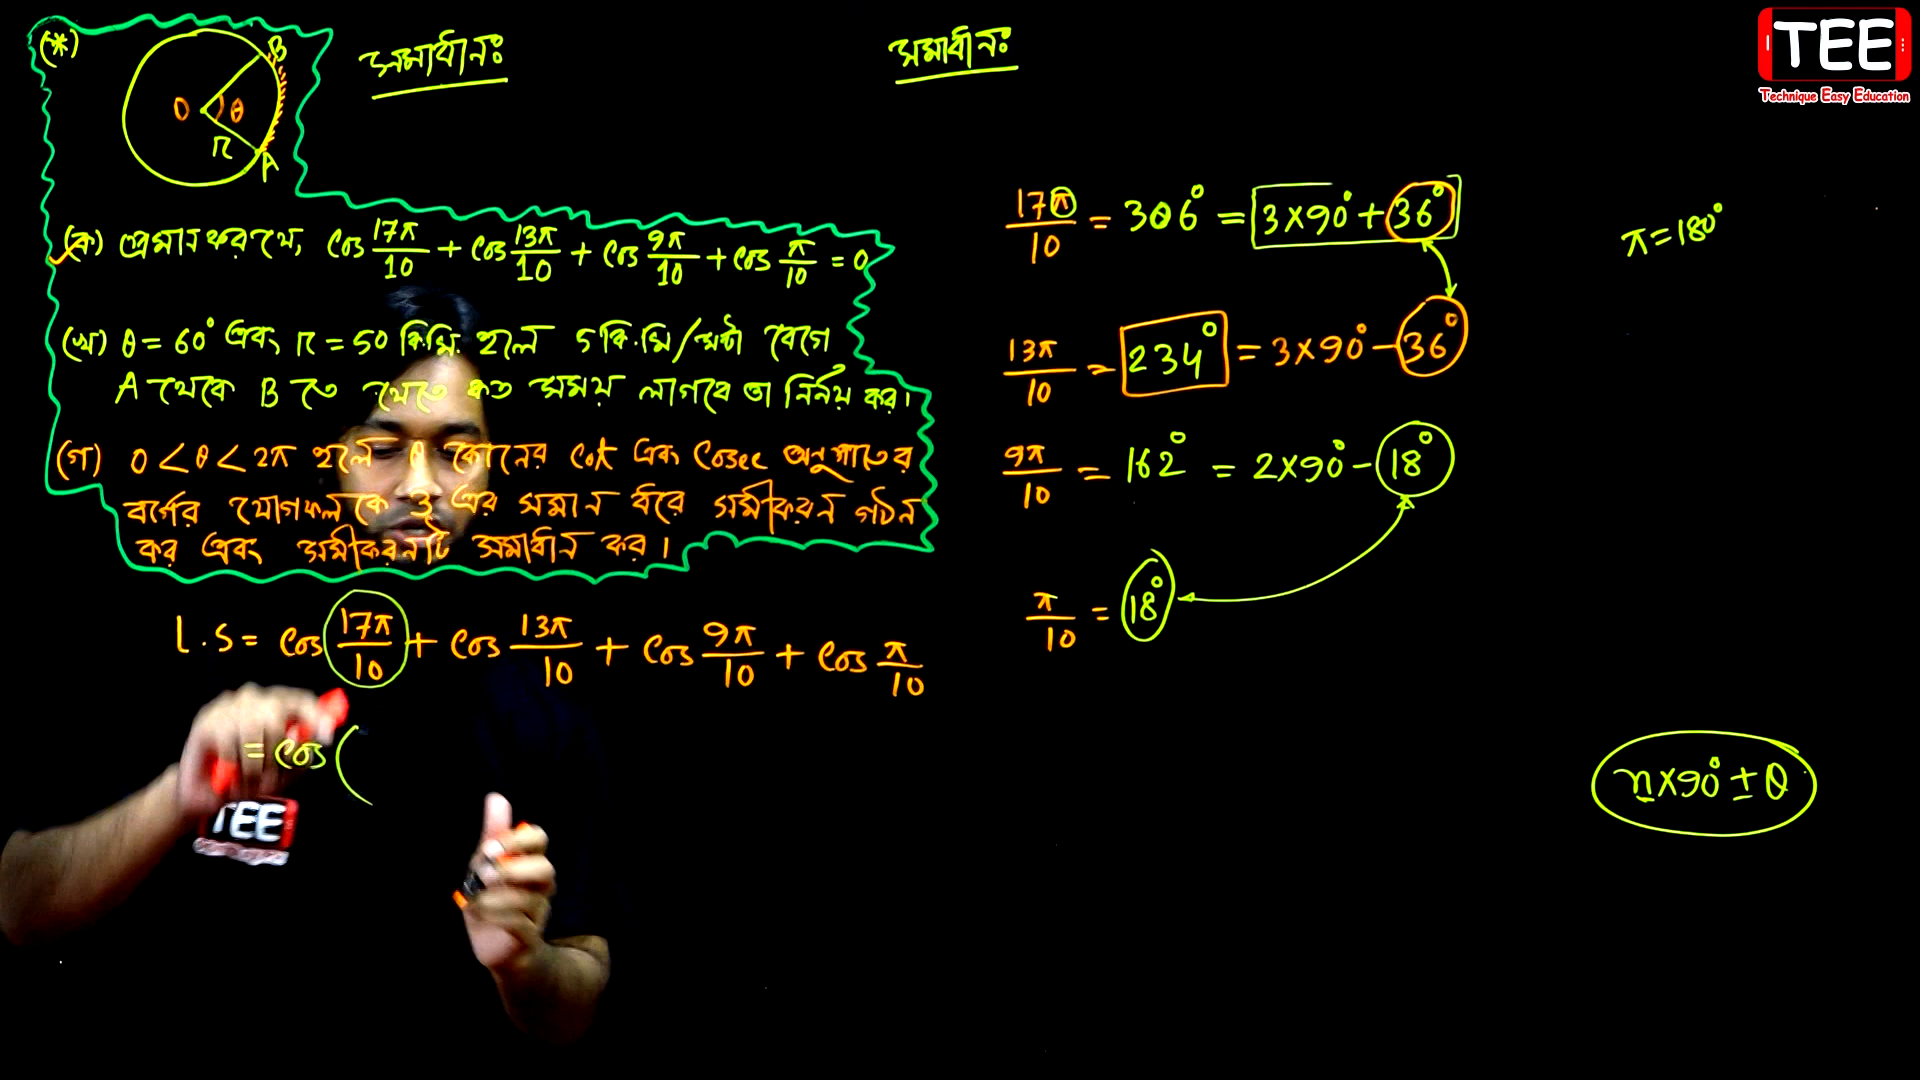 (*)
B
O θ
r
A
সমাধানঃ
সমাধানঃ
TEE
Technique Easy Education
(ক) প্রমান কর যে, cos 17π/10 + cos 13π/10 + cos 9π/10 + cos π/10 = 0
(খ) θ = 60° এবং r = 50 কি.মি. হলে 5 কি.মি/ঘন্টা বেগে
A থেকে B তে যেতে কত সময় লাগবে তা নির্নয় কর।
(গ) 0 < θ < 2π হলে θ কোনের cot এবং cosec অনুপাতের
বর্গের যোগফলকে 3 এর সমান ধরে সমীকরন গঠন
কর এবং সমীকরনটি সমাধান কর।
L.S = cos 17π/10 + cos 13π/10 + cos 9π/10 + cos π/10
= cos (
TEE
17π/10 = 306° = 3×90° + 36°
13π/10 = 234° = 3×90° − 36°
9π/10 = 162° = 2×90° − 18°
π/10 = 18°
π = 180°
n×90° ± θ